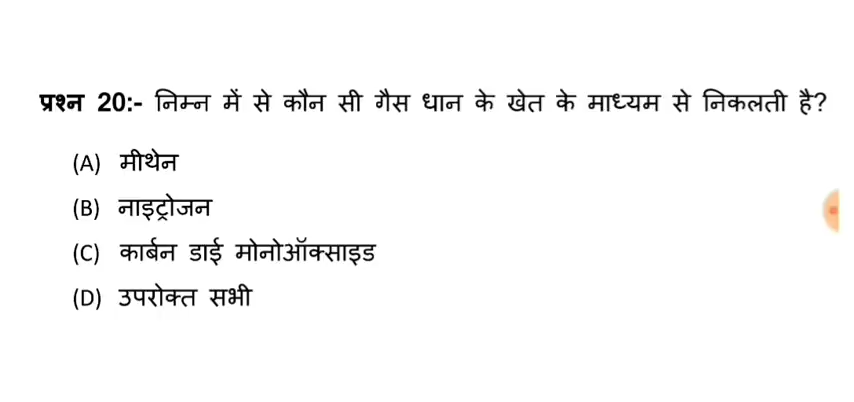 प्रश्न 20:- निम्न में से कौन सी गैस धान के खेत के माध्यम से निकलती है?
(A) मीथेन
(B) नाइट्रोजन
(C) कार्बन डाई मोनोऑक्साइड
(D) उपरोक्त सभी